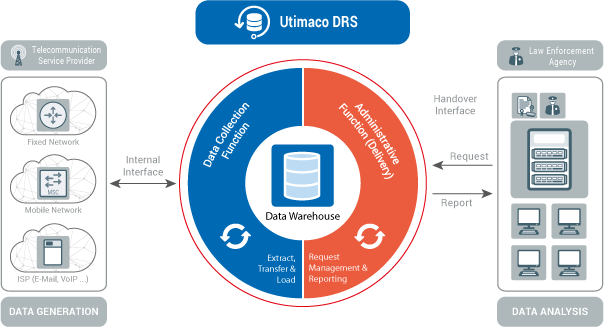 Utimaco DRS
Telecommunication
Service Provider
Fixed Network
MSC
Mobile Network
ISP (E-Mail, VoIP ...)
DATA GENERATION
Internal
Interface
Data Collection
Function
Administrative
Function (Delivery)
Data Warehouse
Extract,
Transfer &
Load
Request
Management &
Reporting
Handover
Interface
Request
Report
Law Enforcement
Agency
DATA ANALYSIS